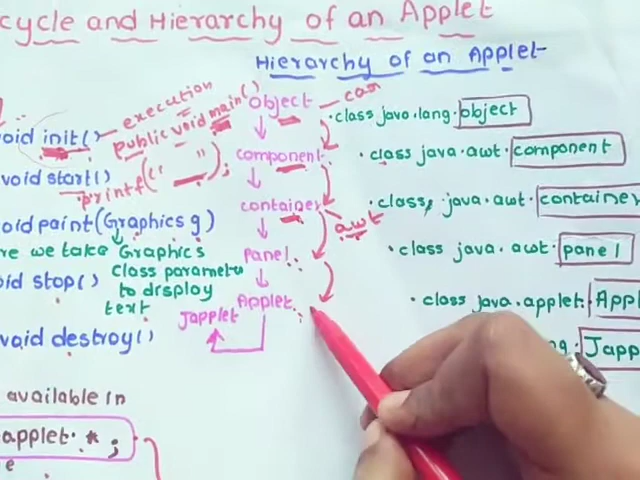 cycle and Hierarchy of an Applet
Hierarchy of an Applet
void init()
execution
public void main()
void start()
printf(" ");
void paint(Graphics g)
re we take Graphics
class parameter
to display
text
oid stop()
void destroy()
available in
applet.*;
e
object
can
component
container
awt
Panel
Applet
Japplet
class java.lang.object
class java.awt.component
class, java.awt.container
class java.awt.panel
class java.applet.Appl
ng. Japp